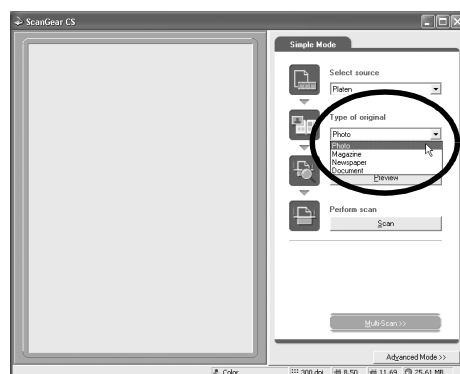 ScanGear CS
Simple Mode
Select source
Platen
Type of original
Photo
Photo
Magazine
Newspaper
Document
Preview
Perform scan
Scan
Multi-Scan >>
Advanced Mode >>
Color 300 dpi 8.50 11.69 25.61 MB